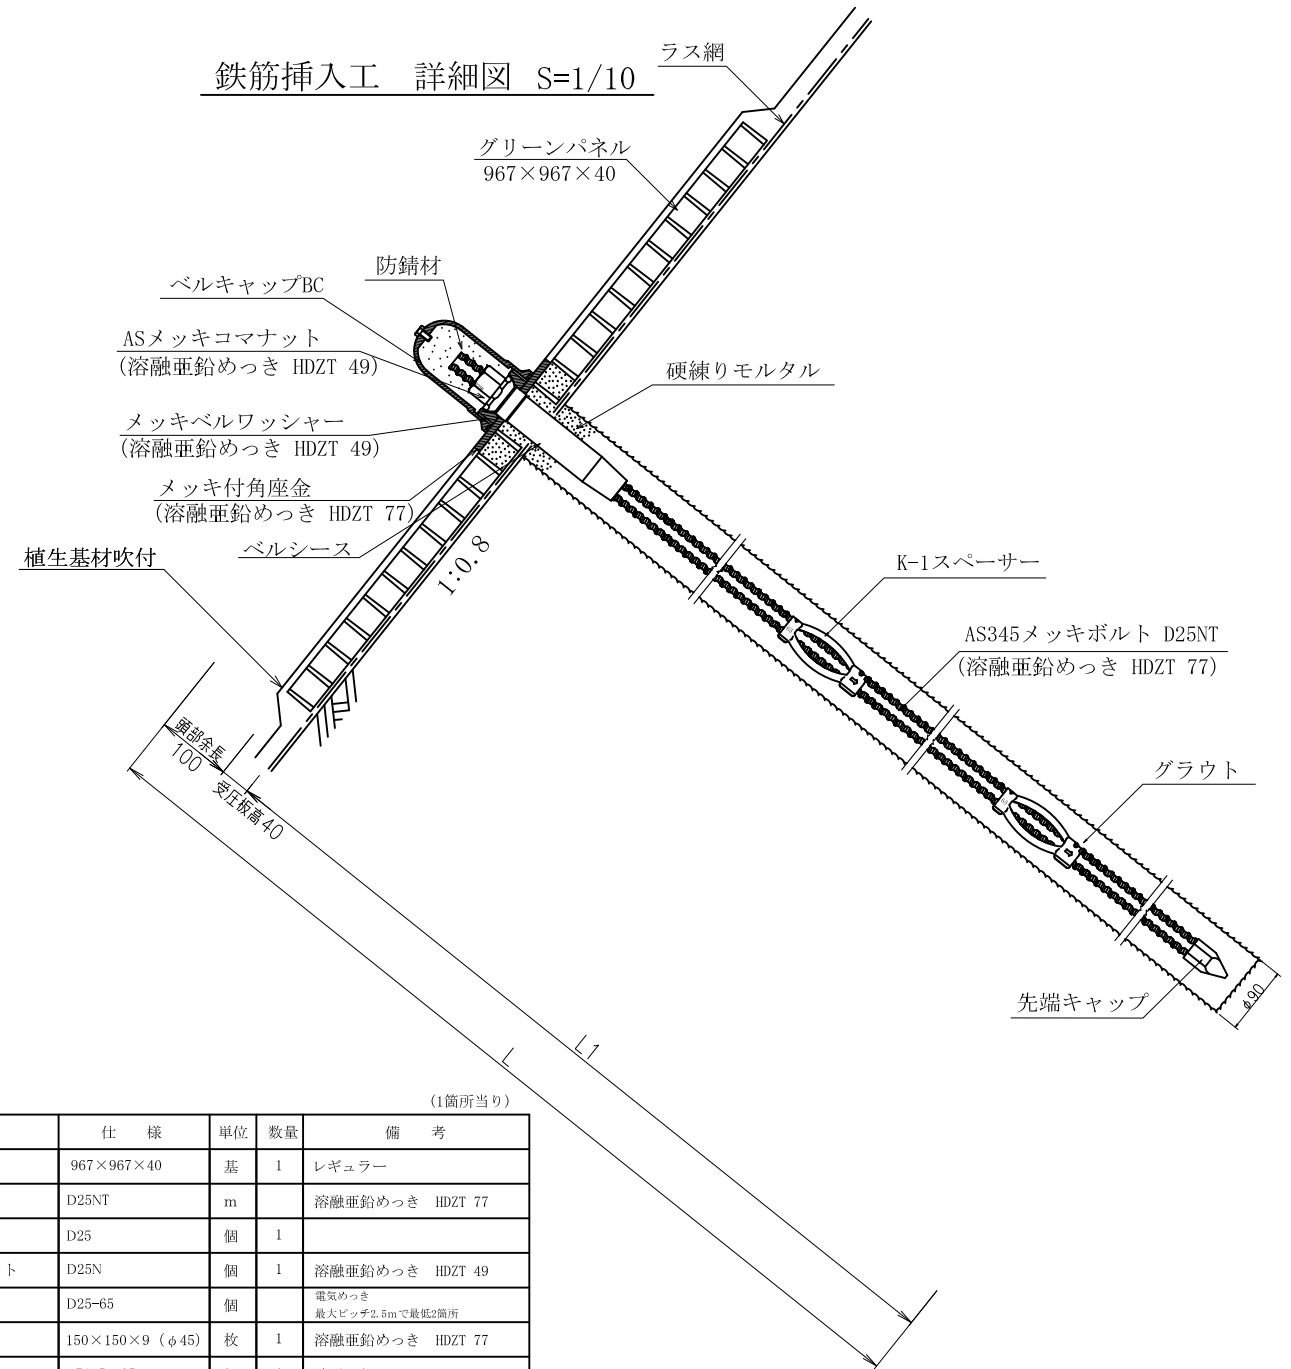 鉄筋挿入工 詳細図 S=1/10
ラス網
グリーンパネル
967×967×40
防錆材
ベルキャップBC
ASメッキコマナット
(溶融亜鉛めっき HDZT 49)
硬練りモルタル
メッキベルワッシャー
(溶融亜鉛めっき HDZT 49)
メッキ付角座金
(溶融亜鉛めっき HDZT 77)
ベルシース
植生基材吹付
1:0.8
K-1スペーサー
AS345メッキボルト D25NT
(溶融亜鉛めっき HDZT 77)
頭部余長
100
受圧板高40
グラウト
先端キャップ
φ90
L1
L
(1箇所当り)
仕 様 単位 数量 備 考
967×967×40 基 1 レギュラー
D25NT m 溶融亜鉛めっき HDZT 77
D25 個 1
ト D25N 個 1 溶融亜鉛めっき HDZT 49
D25-65 個 電気めっき
最大ピッチ2.5mで最低2箇所
150×150×9 (φ45) 枚 1 溶融亜鉛めっき HDZT 77